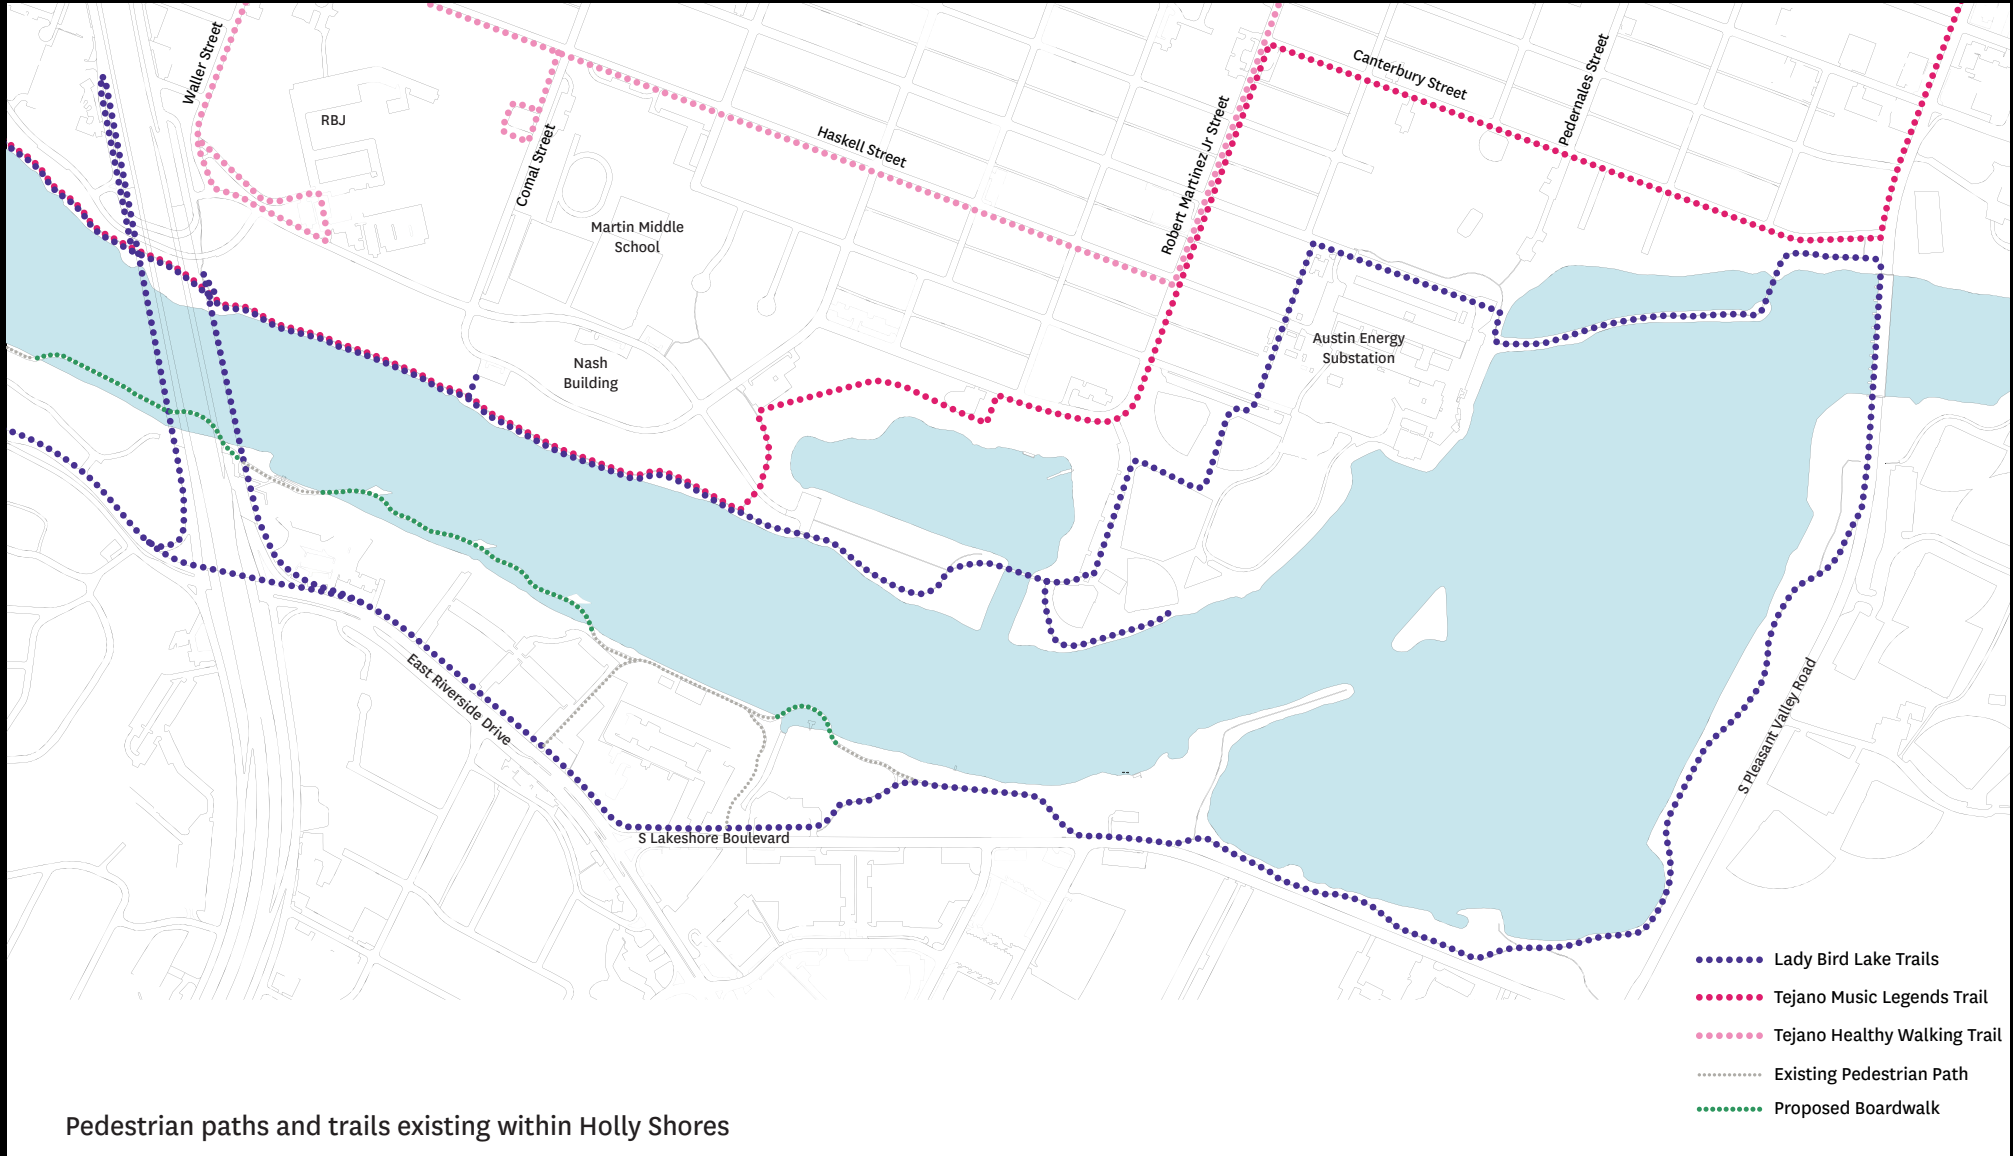 Waller Street
RBJ
Comal Street
Martin Middle
School
Haskell Street
Robert Martinez Jr Street
Canterbury Street
Pedernales Street
Austin Energy
Substation
Nash
Building
East Riverside Drive
S Lakeshore Boulevard
S Pleasant Valley Road
Lady Bird Lake Trails
Tejano Music Legends Trail
Tejano Healthy Walking Trail
Existing Pedestrian Path
Proposed Boardwalk
Pedestrian paths and trails existing within Holly Shores